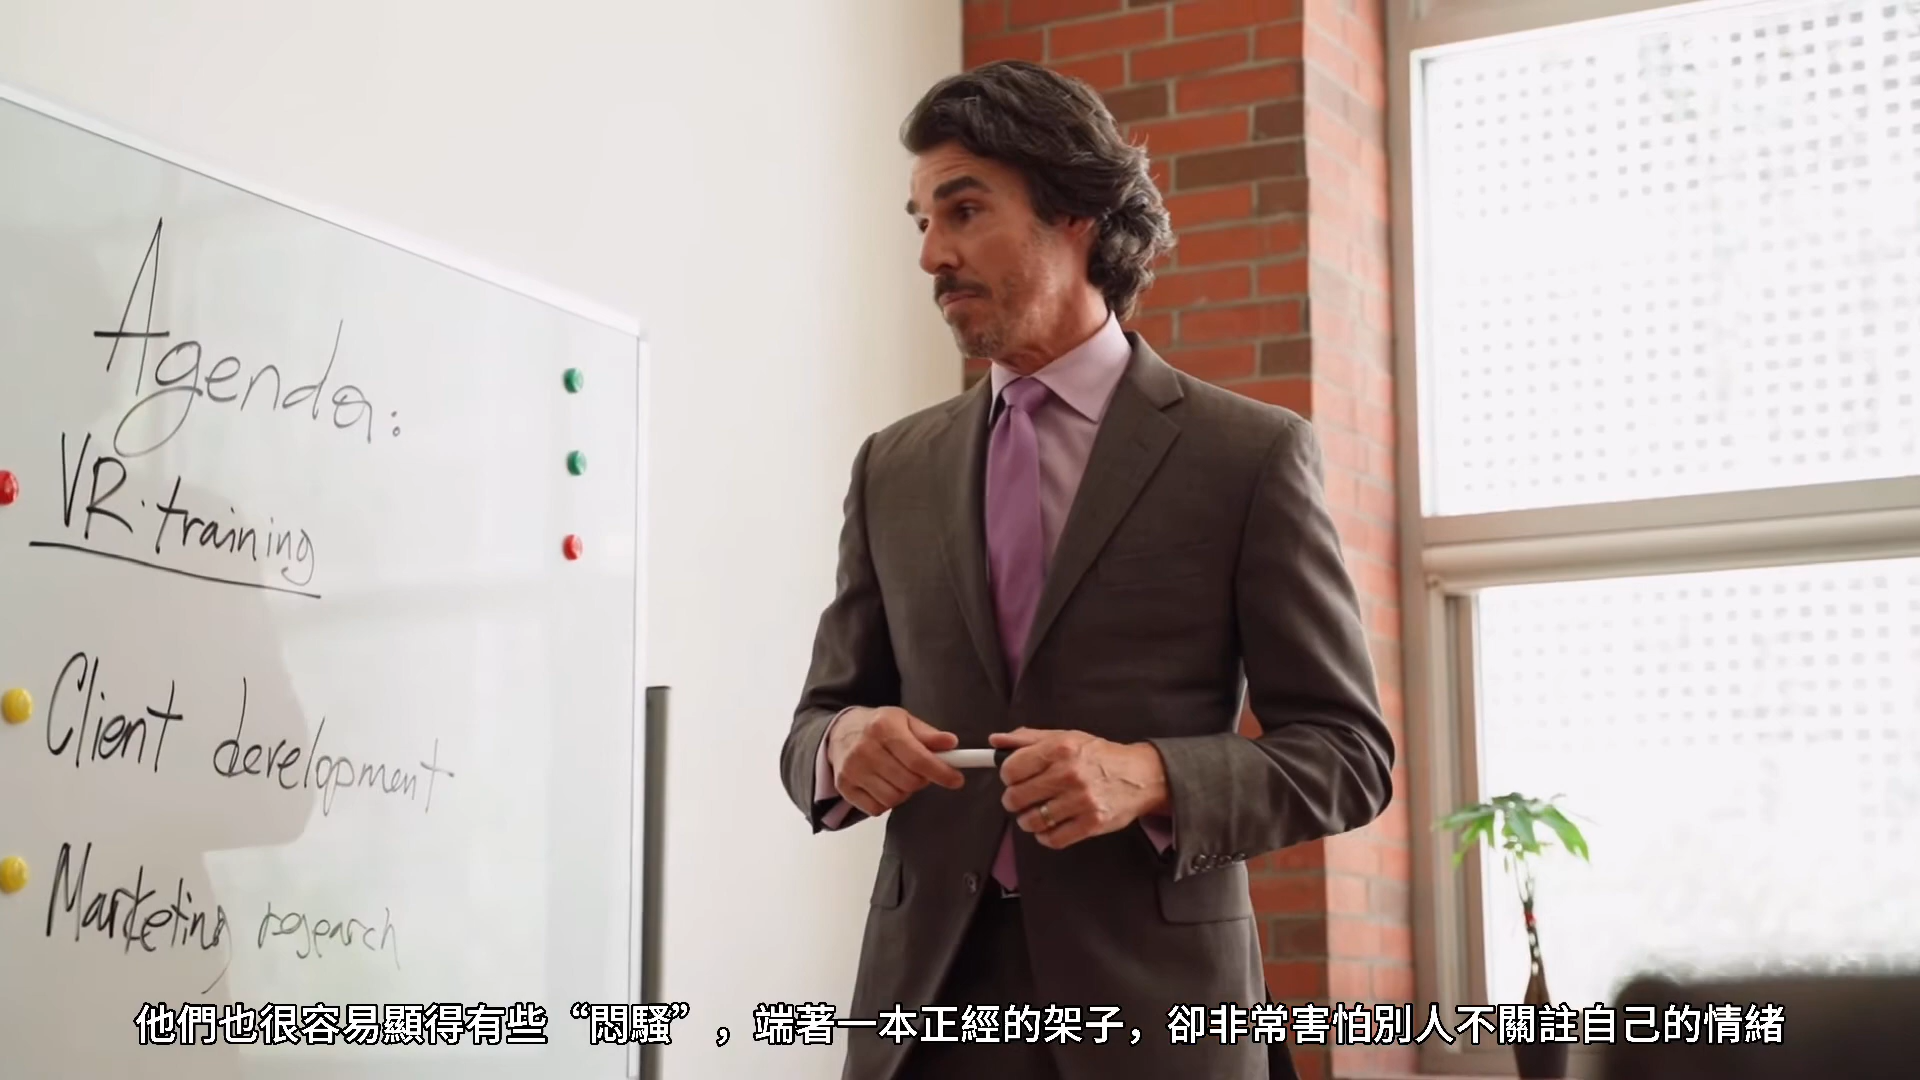 Agenda:
VR training
Client development
Marketing research
他們也很容易顯得有些“悶騷”，端著一本正經的架子，卻非常害怕別人不關註自己的情緒